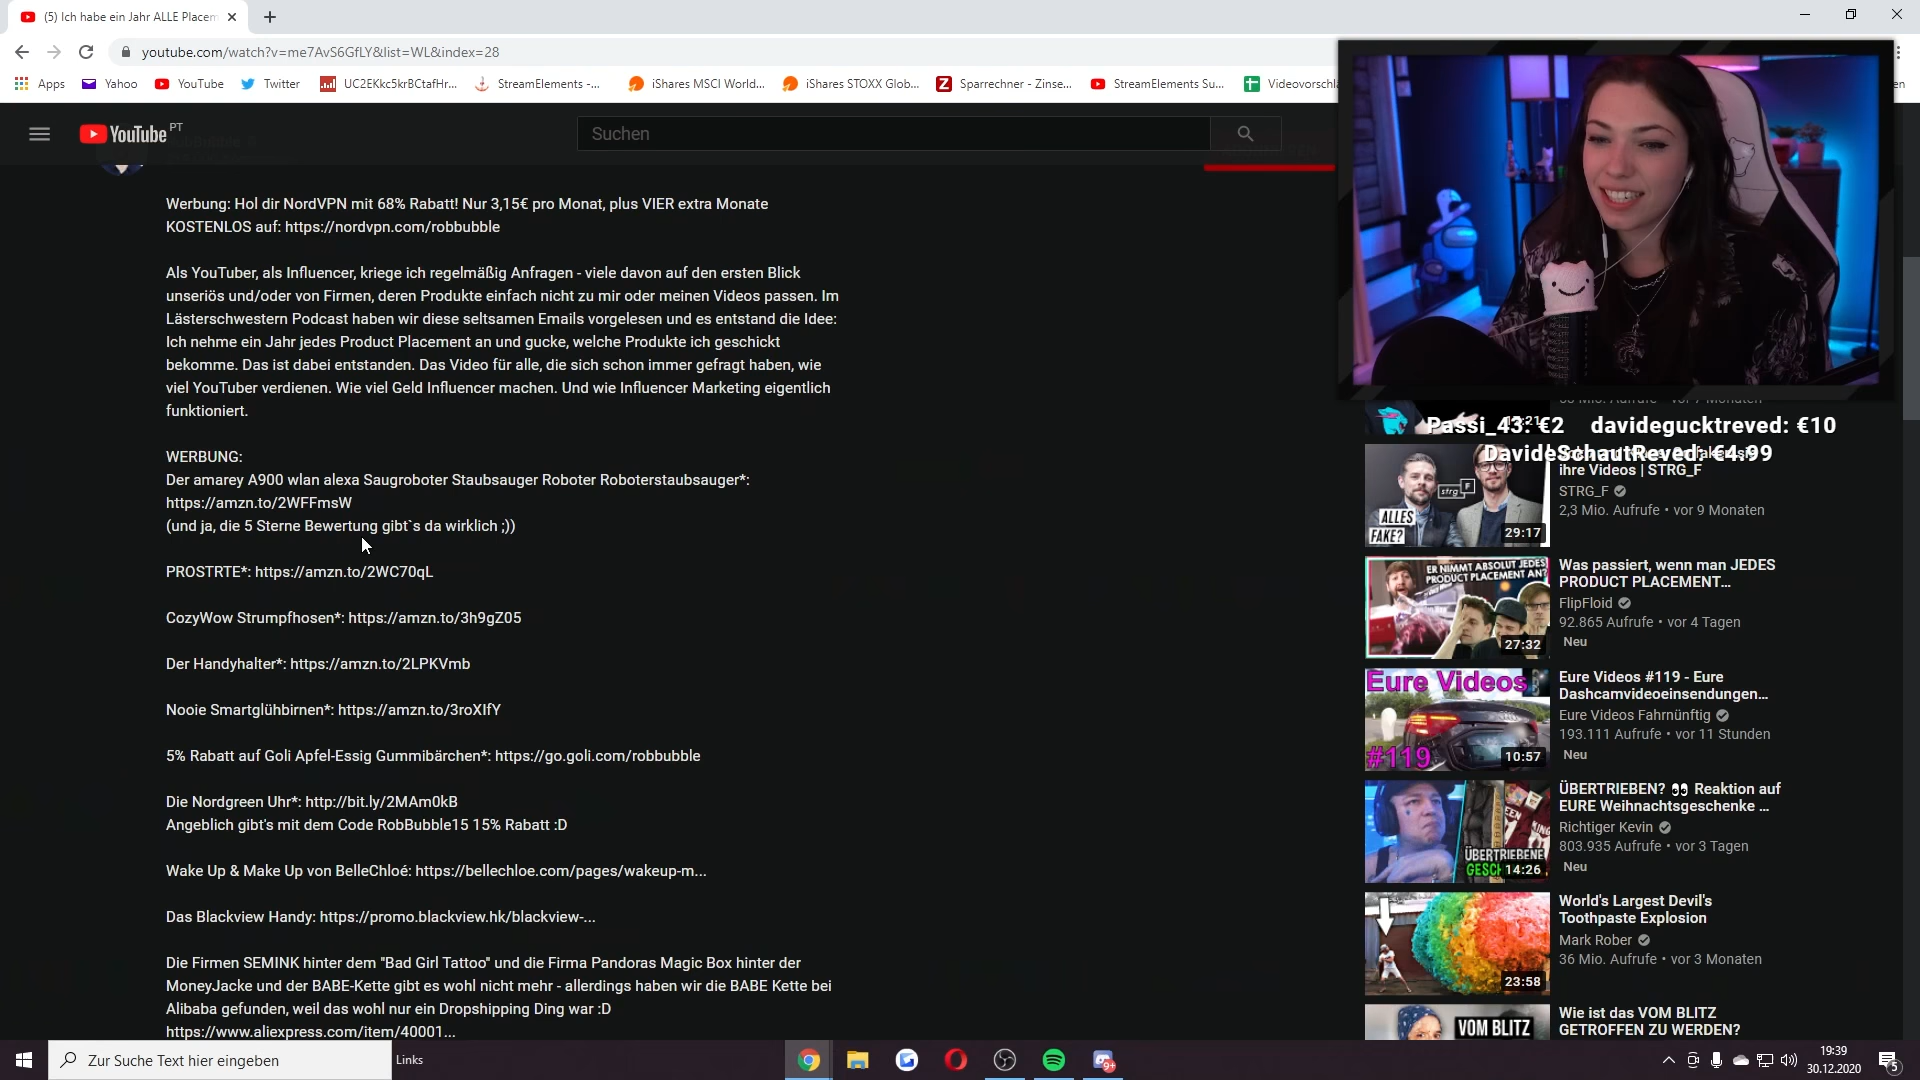 (5) Ich habe ein Jahr ALLE Placem
youtube.com/watch?v=me7AvS6GfLY&list=WL&index=28
Apps
Yahoo
YouTube
Twitter
UC2EKkc5krBCtafHr...
StreamElements -...
iShares MSCI World...
iShares STOXX Glob...
Sparrechner - Zinse...
StreamElements Su...
YouTube PT
Suchen
Werbung: Hol dir NordVPN mit 68% Rabatt! Nur 3,15€ pro Monat, plus VIER extra Monate
KOSTENLOS auf: https://nordvpn.com/robbubble
Als YouTuber, als Influencer, kriege ich regelmäßig Anfragen - viele davon auf den ersten Blick
unseriös und/oder von Firmen, deren Produkte einfach nicht zu mir oder meinen Videos passen. Im
Lästerschwestern Podcast haben wir diese seltsamen Emails vorgelesen und es entstand die Idee:
Ich nehme ein Jahr jedes Product Placement an und gucke, welche Produkte ich geschickt
bekomme. Das ist dabei entstanden. Das Video für alle, die sich schon immer gefragt haben, wie
viel YouTuber verdienen. Wie viel Geld Influencer machen. Und wie Influencer Marketing eigentlich
funktioniert.
WERBUNG:
Der amarey A900 wlan alexa Saugroboter Staubsauger Roboter Roboterstaubsauger*:
https://amzn.to/2WFFmsW
(und ja, die 5 Sterne Bewertung gibt`s da wirklich ;))
PROSTRTE*: https://amzn.to/2WC70qL
CozyWow Strumpfhosen*: https://amzn.to/3h9gZ05
Der Handyhalter*: https://amzn.to/2LPKVmb
Nooie Smartglühbirnen*: https://amzn.to/3roXIfY
5% Rabatt auf Goli Apfel-Essig Gummibärchen*: https://go.goli.com/robbubble
Die Nordgreen Uhr*: http://bit.ly/2MAm0kB
Angeblich gibt's mit dem Code RobBubble15 15% Rabatt :D
Wake Up & Make Up von BelleChloé: https://bellechloe.com/pages/wakeup-m...
Das Blackview Handy: https://promo.blackview.hk/blackview-...
Die Firmen SEMINK hinter dem "Bad Girl Tattoo" und die Firma Pandoras Magic Box hinter der
MoneyJacke und der BABE-Kette gibt es wohl nicht mehr - allerdings haben wir die BABE Kette bei
Alibaba gefunden, weil das wohl nur ein Dropshipping Ding war :D
https://www.aliexpress.com/item/40001...
Passi_43: €2 davidegucktreved: €10
DavideSchautReved: €4.99
ihre Videos | STRG_F
STRG_F
2,3 Mio. Aufrufe • vor 9 Monaten
strg F
ALLES
FAKE?
29:17
ER NIMMT ABSOLUT JEDES
PRODUCT PLACEMENT AN?
27:32
Was passiert, wenn man JEDES
PRODUCT PLACEMENT...
FlipFloid
92.865 Aufrufe • vor 4 Tagen
Neu
Eure Videos
#119
10:57
Eure Videos #119 - Eure
Dashcamvideoeinsendungen...
Eure Videos Fahrnünftig
193.111 Aufrufe • vor 11 Stunden
Neu
ÜBERTRIEBENE
14:26
ÜBERTRIEBEN? 👀 Reaktion auf
EURE Weihnachtsgeschenke ...
Richtiger Kevin
803.935 Aufrufe • vor 3 Tagen
Neu
23:58
World's Largest Devil's
Toothpaste Explosion
Mark Rober
36 Mio. Aufrufe • vor 3 Monaten
VOM BLITZ
Wie ist das VOM BLITZ
GETROFFEN ZU WERDEN?
Zur Suche Text hier eingeben
Links
9+
19:39
30.12.2020
5